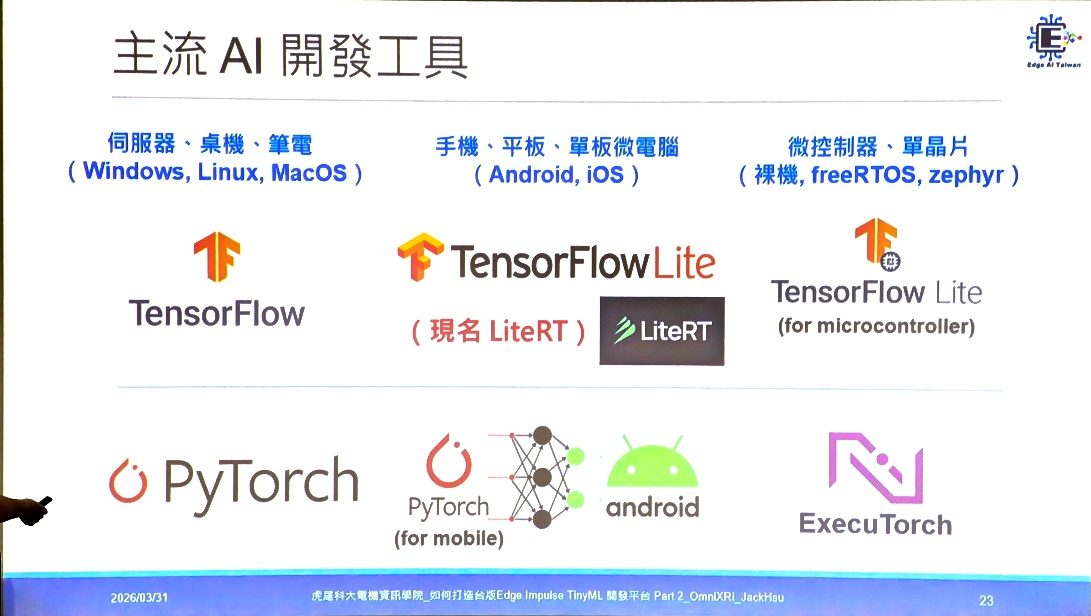 主流 AI 開發工具
Edge AI Taiwan
伺服器、桌機、筆電
（Windows, Linux, MacOS）
手機、平板、單板微電腦
（Android, iOS）
微控制器、單晶片
（裸機, freeRTOS, zephyr）
TensorFlow
TensorFlow Lite
（現名 LiteRT）
LiteRT
TensorFlow Lite
(for microcontroller)
PyTorch
PyTorch
(for mobile)
android
ExecuTorch
2026/03/31
虎尾科大電機資訊學院_如何打造台版Edge Impulse TinyML 開發平台 Part 2_OmniXRI_JackHsu
23